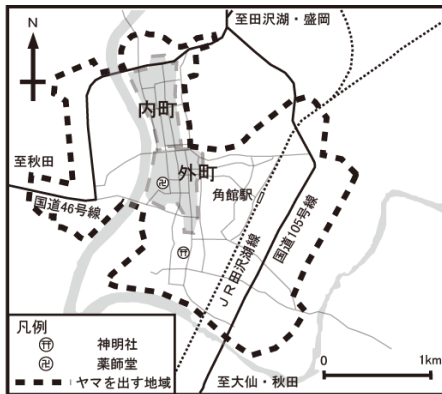 至田沢湖・盛岡
N
内町
至秋田
外町
卍
角館駅
国道46号線
国道105号線
JR田沢湖線
凡例
神明社
卍 薬師堂
ヤマを出す地域
至大仙・秋田
0 1km